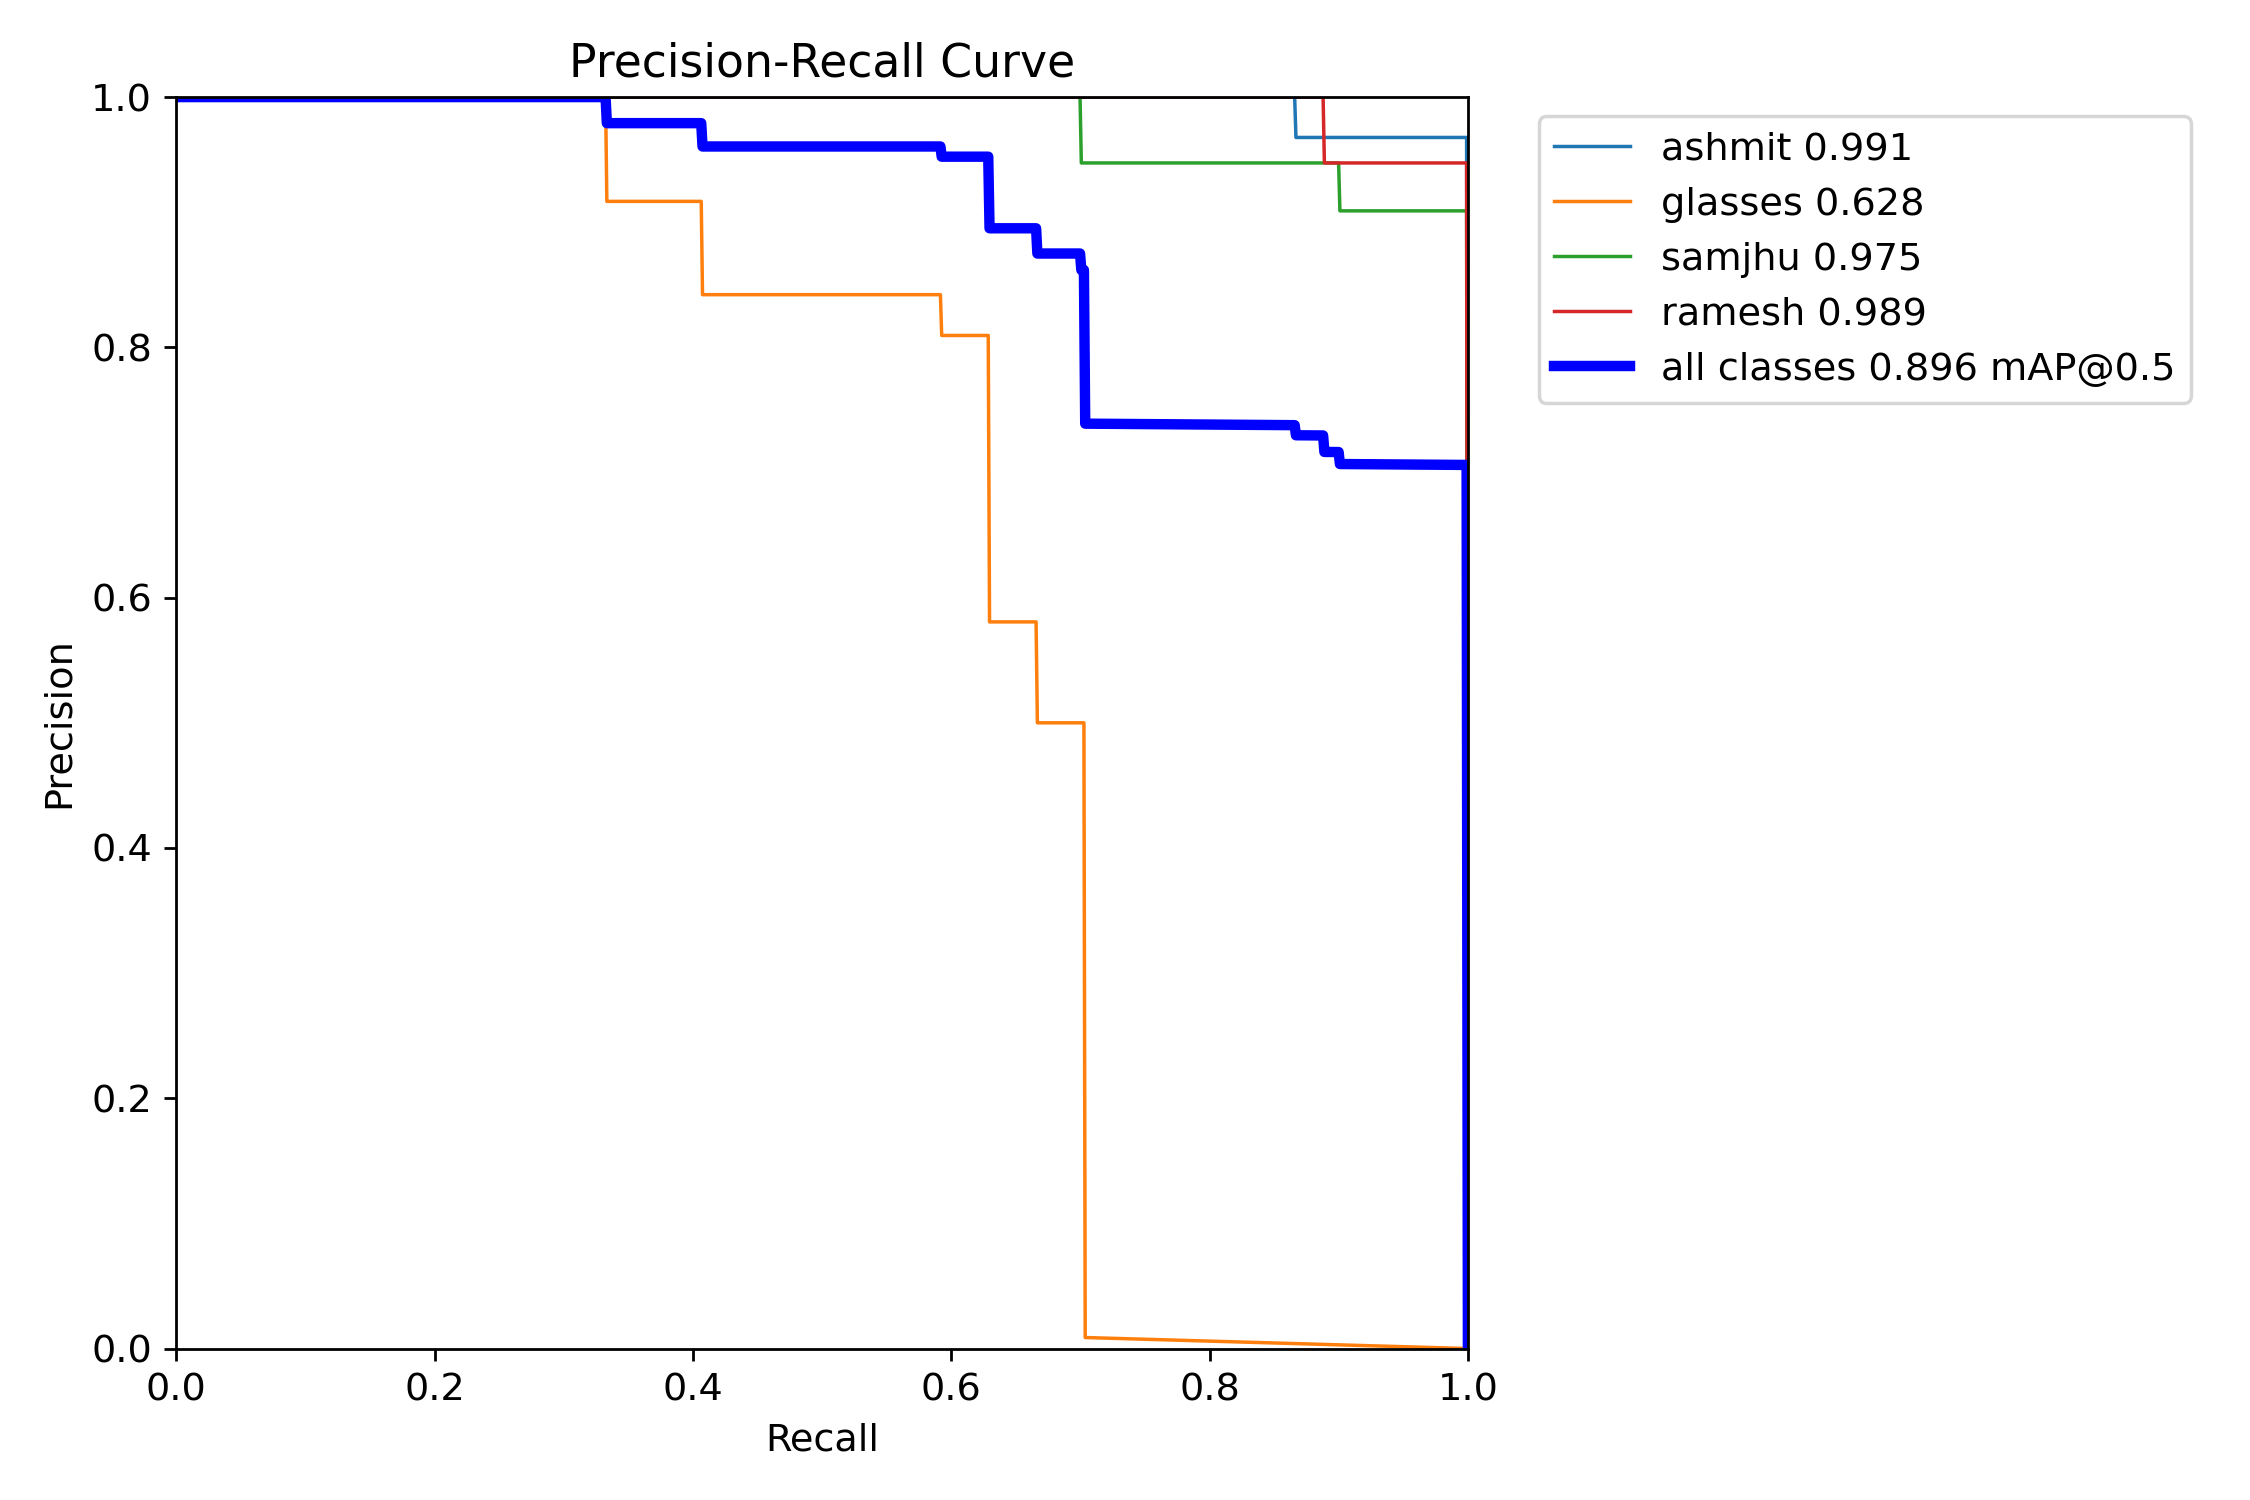 Precision-Recall Curve
1.0
0.8
0.6
0.4
0.2
0.0
Precision
0.0 0.2 0.4 0.6 0.8 1.0
Recall
ashmit 0.991
glasses 0.628
samjhu 0.975
ramesh 0.989
all classes 0.896 mAP@0.5